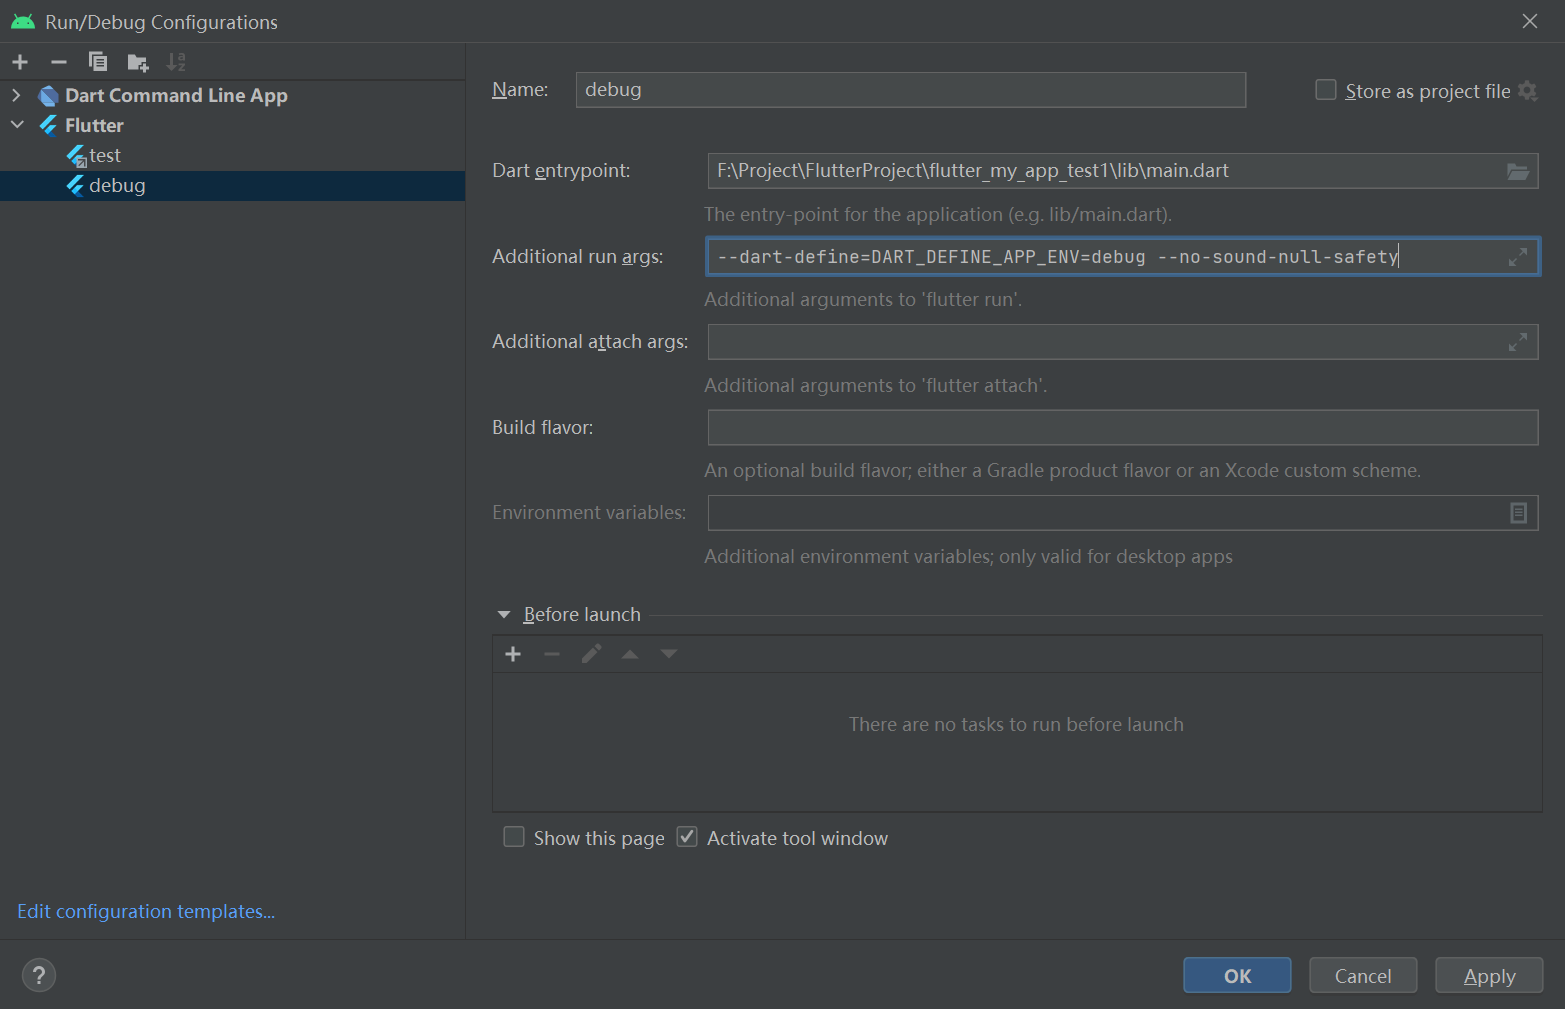 Run/Debug Configurations
Dart Command Line App
Flutter
test
debug
Edit configuration templates...
Name: debug
Store as project file
Dart entrypoint: F:\Project\FlutterProject\flutter_my_app_test1\lib\main.dart
The entry-point for the application (e.g. lib/main.dart).
Additional run args: --dart-define=DART_DEFINE_APP_ENV=debug --no-sound-null-safety
Additional arguments to 'flutter run'.
Additional attach args:
Additional arguments to 'flutter attach'.
Build flavor:
An optional build flavor; either a Gradle product flavor or an Xcode custom scheme.
Environment variables:
Additional environment variables; only valid for desktop apps
Before launch
There are no tasks to run before launch
Show this page Activate tool window
? OK Cancel Apply